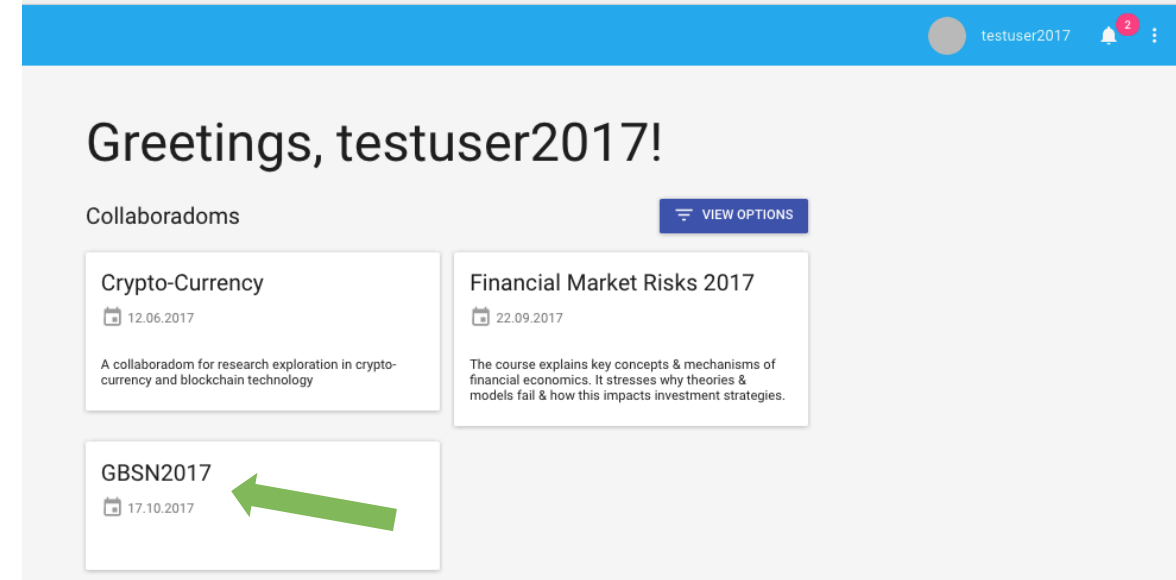 testuser2017
2
Greetings, testuser2017!
Collaboradoms
VIEW OPTIONS
Crypto-Currency
12.06.2017
A collaboradom for research exploration in crypto-
currency and blockchain technology
Financial Market Risks 2017
22.09.2017
The course explains key concepts & mechanisms of
financial economics. It stresses why theories &
models fail & how this impacts investment strategies.
GBSN2017
17.10.2017